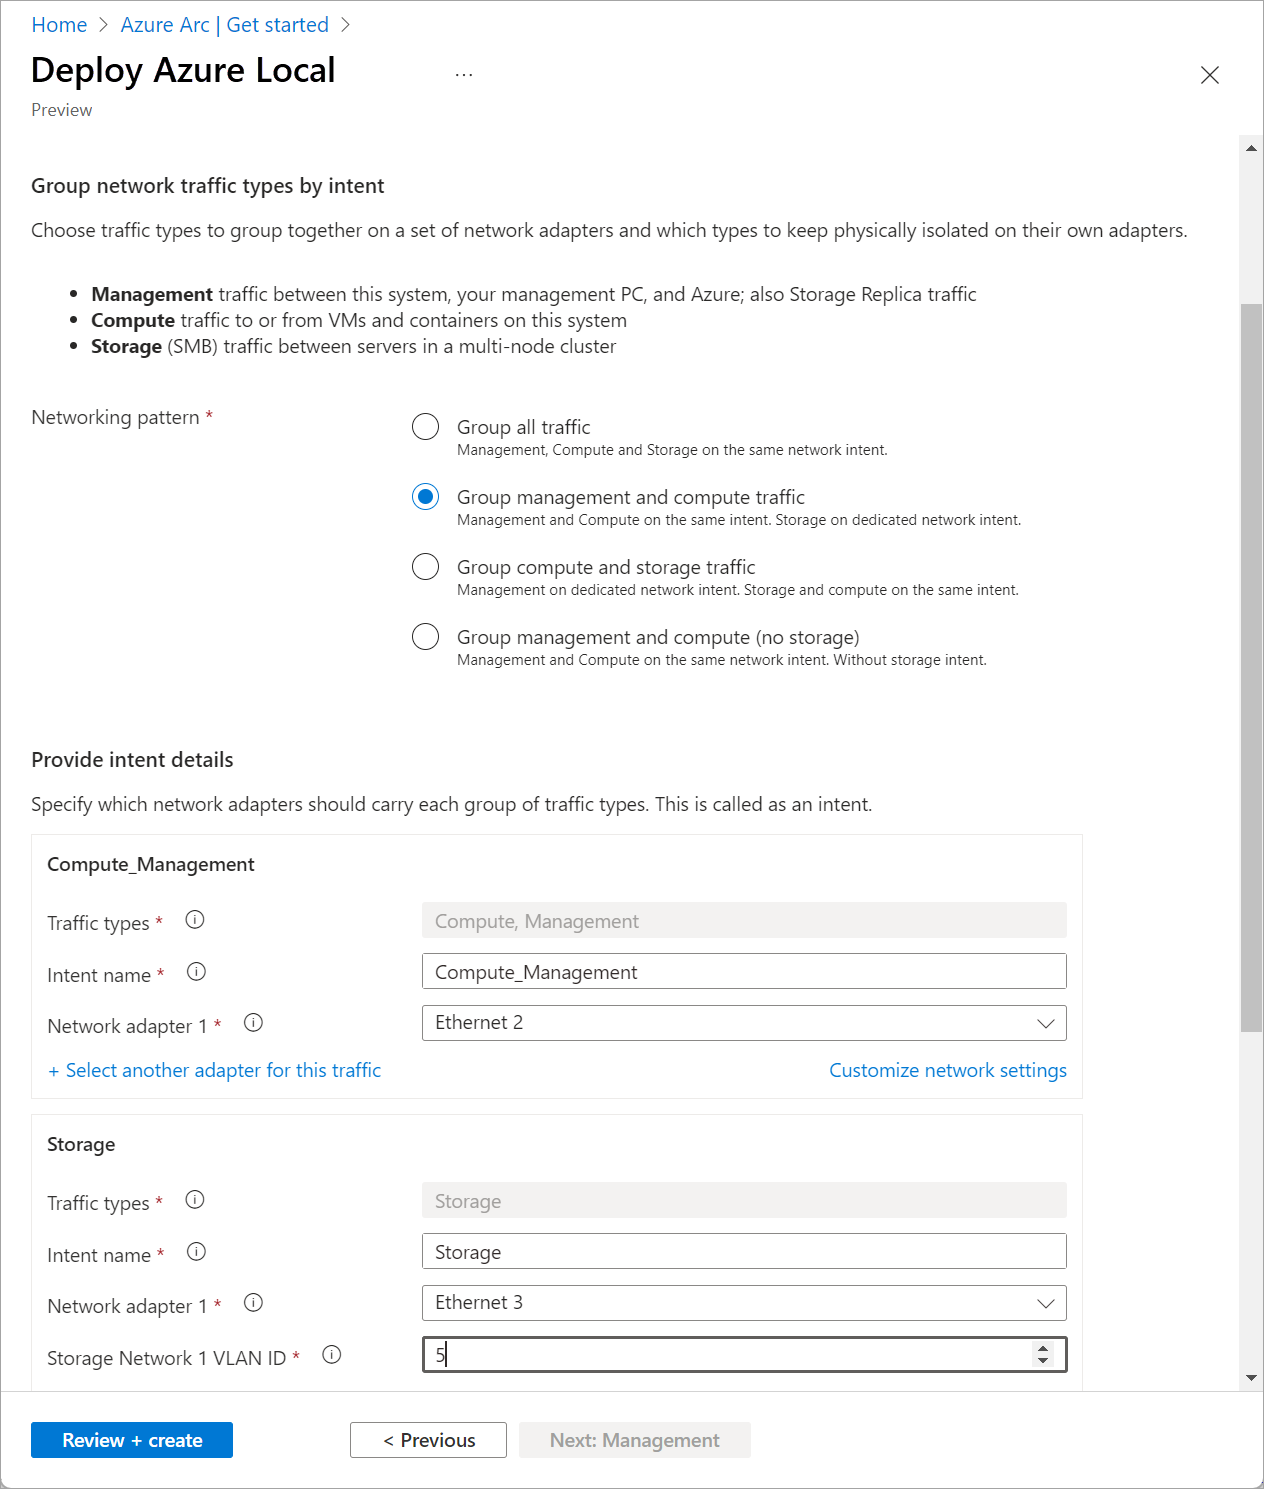 Home > Azure Arc | Get started >
Deploy Azure Local ...
Preview
Group network traffic types by intent
Choose traffic types to group together on a set of network adapters and which types to keep physically isolated on their own adapters.
• Management traffic between this system, your management PC, and Azure; also Storage Replica traffic
• Compute traffic to or from VMs and containers on this system
• Storage (SMB) traffic between servers in a multi-node cluster
Networking pattern *
Group all traffic
Management, Compute and Storage on the same network intent.
Group management and compute traffic
Management and Compute on the same intent. Storage on dedicated network intent.
Group compute and storage traffic
Management on dedicated network intent. Storage and compute on the same intent.
Group management and compute (no storage)
Management and Compute on the same network intent. Without storage intent.
Provide intent details
Specify which network adapters should carry each group of traffic types. This is called as an intent.
Compute_Management
Traffic types * Compute, Management
Intent name * Compute_Management
Network adapter 1 * Ethernet 2
+ Select another adapter for this traffic Customize network settings
Storage
Traffic types * Storage
Intent name * Storage
Network adapter 1 * Ethernet 3
Storage Network 1 VLAN ID * 5
Review + create < Previous Next: Management